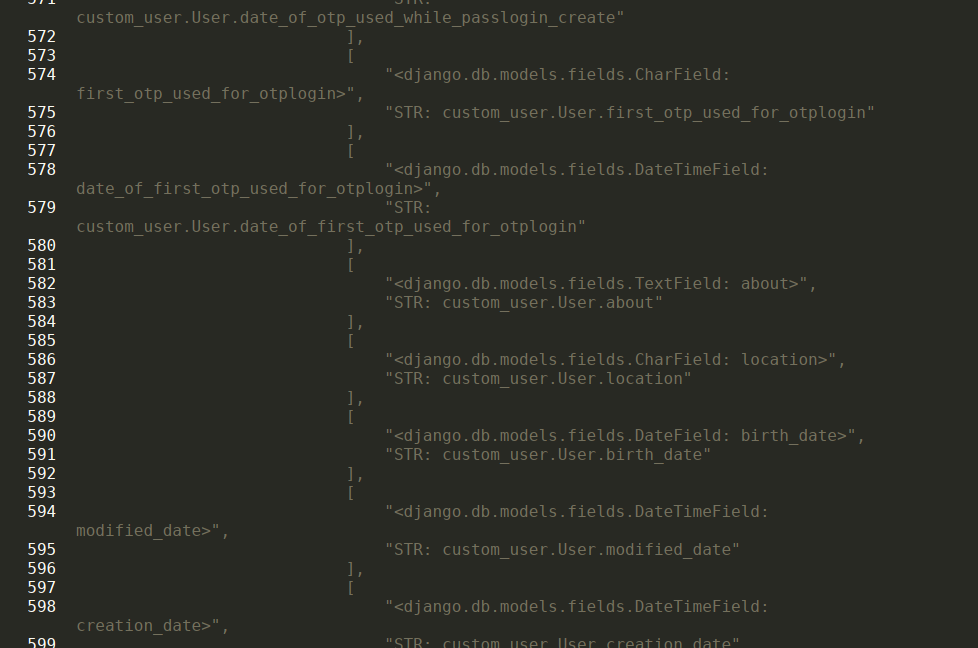 571 "STR:
custom_user.User.date_of_otp_used_while_passlogin_create"
572 ],
573 [
574 "<django.db.models.fields.CharField:
first_otp_used_for_otplogin>",
575 "STR: custom_user.User.first_otp_used_for_otplogin"
576 ],
577 [
578 "<django.db.models.fields.DateTimeField:
date_of_first_otp_used_for_otplogin>",
579 "STR:
custom_user.User.date_of_first_otp_used_for_otplogin"
580 ],
581 [
582 "<django.db.models.fields.TextField: about>",
583 "STR: custom_user.User.about"
584 ],
585 [
586 "<django.db.models.fields.CharField: location>",
587 "STR: custom_user.User.location"
588 ],
589 [
590 "<django.db.models.fields.DateField: birth_date>",
591 "STR: custom_user.User.birth_date"
592 ],
593 [
594 "<django.db.models.fields.DateTimeField:
modified_date>",
595 "STR: custom_user.User.modified_date"
596 ],
597 [
598 "<django.db.models.fields.DateTimeField:
creation_date>",
599 "STR: custom_user.User.creation_date"